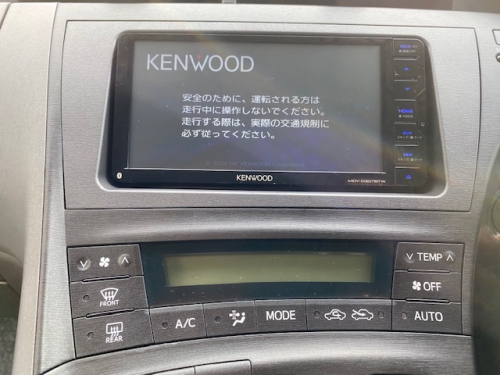 KENWOOD
安全のために、運転される方は
走行中に操作しないでください。
走行する際は、実際の交通規制に
必ず従ってください。
KENWOOD
TEMP
FRONT
OFF
REAR
A/C
MODE
AUTO